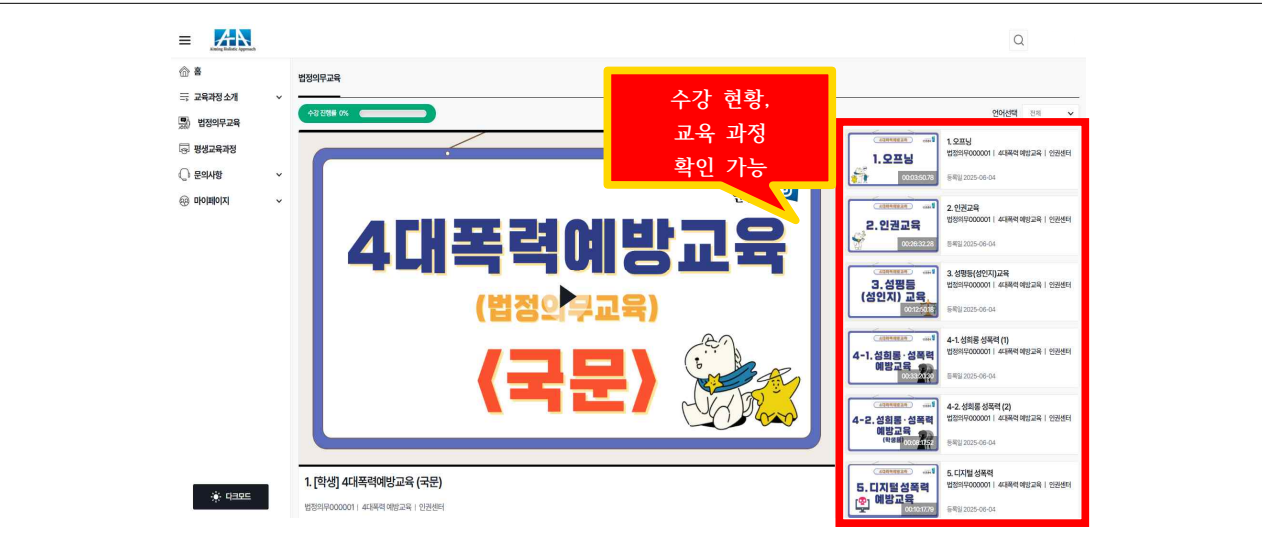 Aiming Holistic Approach
홈
교육과정 소개
법정의무교육
평생교육과정
문의사항
마이페이지
다크모드
법정의무교육
수강 진행률 0%
수강 현황,
교육 과정
확인 가능
언어선택 전체
4대폭력예방교육
(법정의무교육)
〈국문〉
1. [학생] 4대폭력예방교육 (국문)
법정의무000001 | 4대폭력 예방교육 | 인권센터
1.오프닝
00:03:50.78
1. 오프닝
법정의무000001 | 4대폭력 예방교육 | 인권센터
등록일 2025-06-04
2.인권교육
00:26:32.28
2. 인권교육
법정의무000001 | 4대폭력 예방교육 | 인권센터
등록일 2025-06-04
3.성평등
(성인지) 교육
00:12:50.18
3. 성평등(성인지)교육
법정의무000001 | 4대폭력 예방교육 | 인권센터
등록일 2025-06-04
4-1.성희롱·성폭력
예방교육
00:33:20.20
4-1. 성희롱 성폭력 (1)
법정의무000001 | 4대폭력 예방교육 | 인권센터
등록일 2025-06-04
4-2.성희롱·성폭력
예방교육
4-2. 성희롱 성폭력 (2)
법정의무000001 | 4대폭력 예방교육 | 인권센터
등록일 2025-06-04
5.디지털성폭력
예방교육
00:10:17.79
5. 디지털 성폭력
법정의무000001 | 4대폭력 예방교육 | 인권센터
등록일 2025-06-04